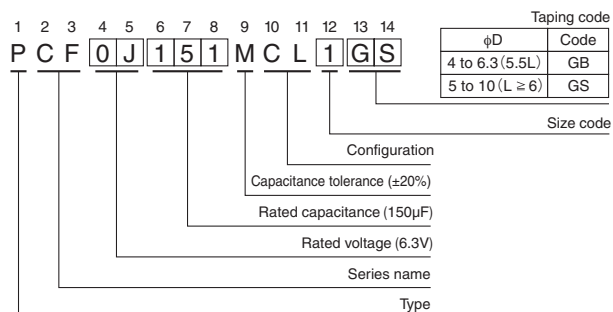 1 2 3 4 5 6 7 8 9 10 11 12 13 14
P C F 0 J 1 5 1 M C L 1 G S
Taping code
φD Code
4 to 6.3 (5.5L) GB
5 to 10 (L ≧ 6) GS
Size code
Configuration
Capacitance tolerance (±20%)
Rated capacitance (150µF)
Rated voltage (6.3V)
Series name
Type